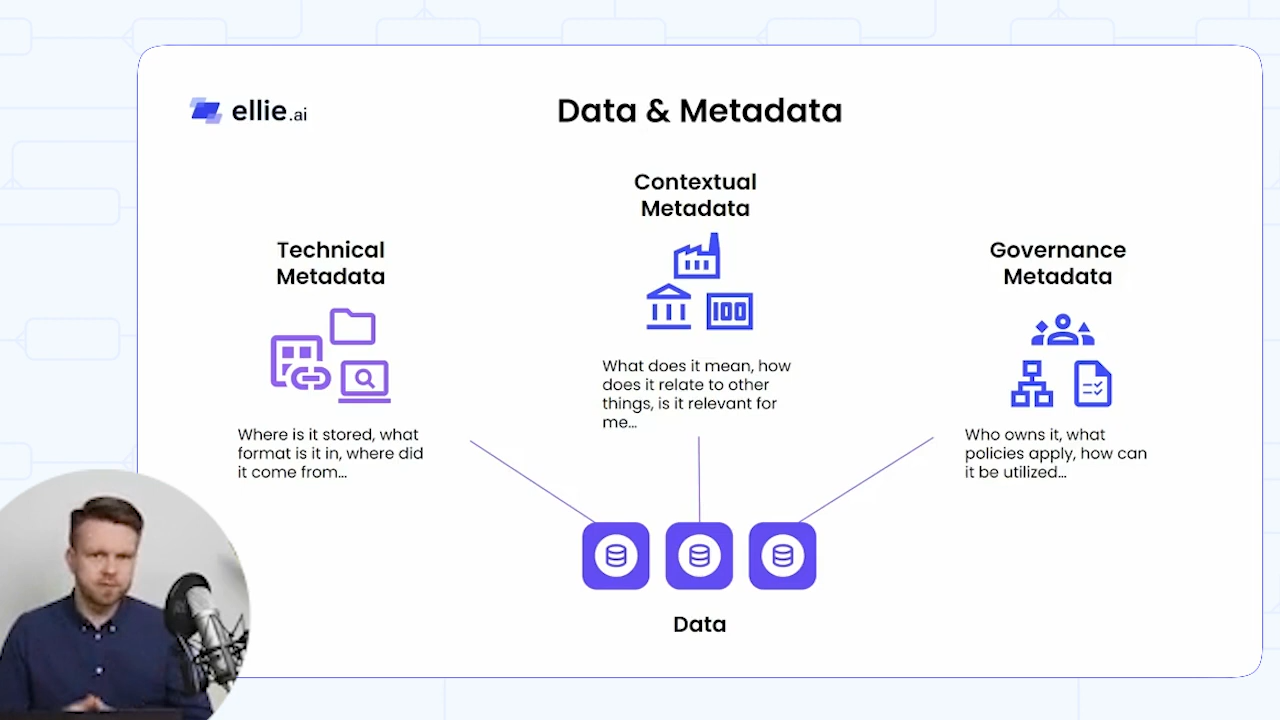 ellie.ai
Data & Metadata
Contextual
Metadata
What does it mean, how
does it relate to other
things, is it relevant for
me...
Technical
Metadata
Where is it stored, what
format is it in, where did
it come from...
Governance
Metadata
Who owns it, what
policies apply, how can
it be utilized...
Data